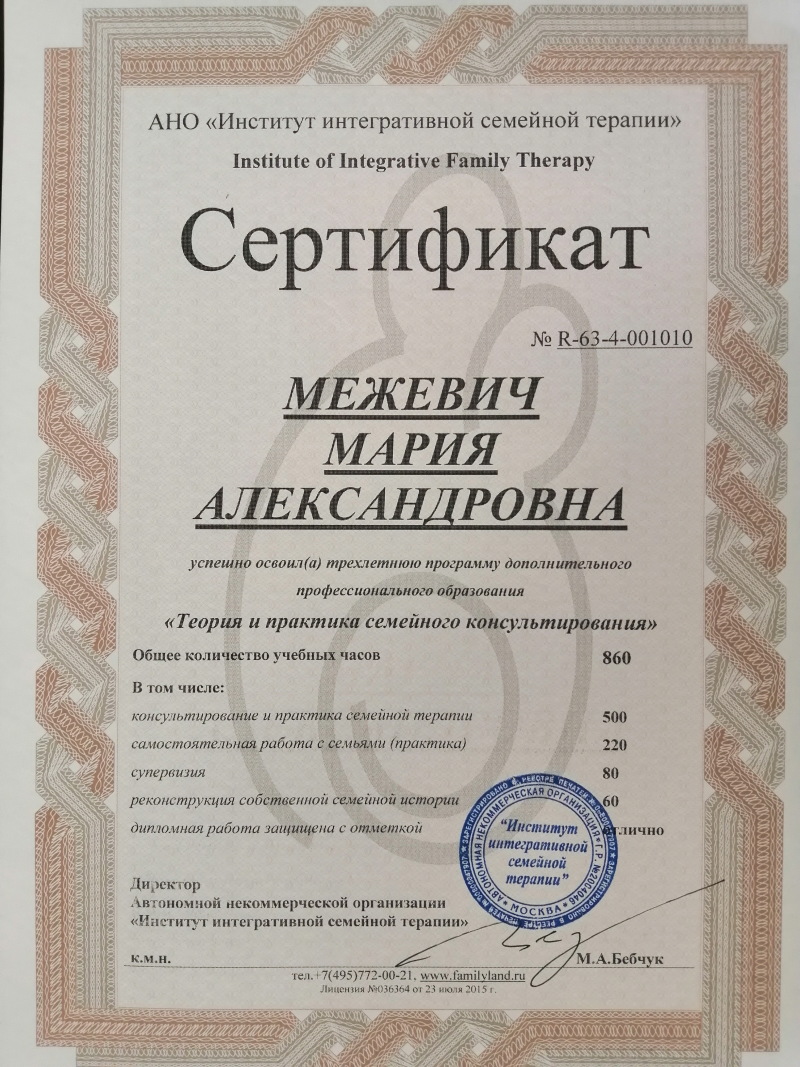 АНО «Институт интегративной семейной терапии»
Institute of Integrative Family Therapy
Сертификат
№ R-63-4-001010
МЕЖЕВИЧ
МАРИЯ
АЛЕКСАНДРОВНА
успешно освоил(а) трехлетнюю программу дополнительного
профессионального образования
«Теория и практика семейного консультирования»
Общее количество учебных часов 860
В том числе:
консультирование и практика семейной терапии 500
самостоятельная работа с семьями (практика) 220
супервизия 80
реконструкция собственной семейной истории 60
дипломная работа защищена с отметкой отлично
"Институт
интегративной
семейной
терапии"
АВТОНОМНАЯ НЕКОММЕРЧЕСКАЯ ОРГАНИЗАЦИЯ
МОСКВА
Директор
Автономной некоммерческой организации
«Институт интегративной семейной терапии»
к.м.н. М.А.Бебчук
тел.+7(495)772-00-21, www.familyland.ru
Лицензия №036364 от 23 июля 2015 г.